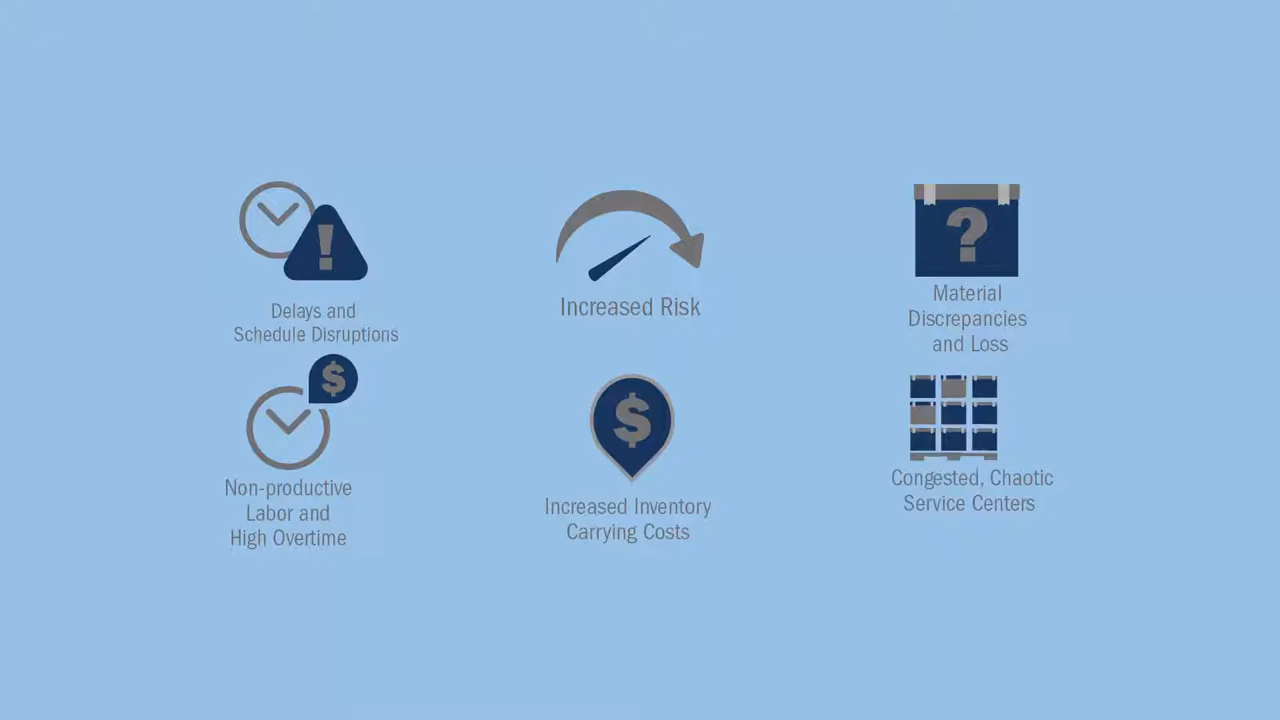 !
?
Delays and
Schedule Disruptions
Increased Risk
Material
Discrepancies
and Loss
$
$
Non-productive
Labor and
High Overtime
Increased Inventory
Carrying Costs
Congested, Chaotic
Service Centers